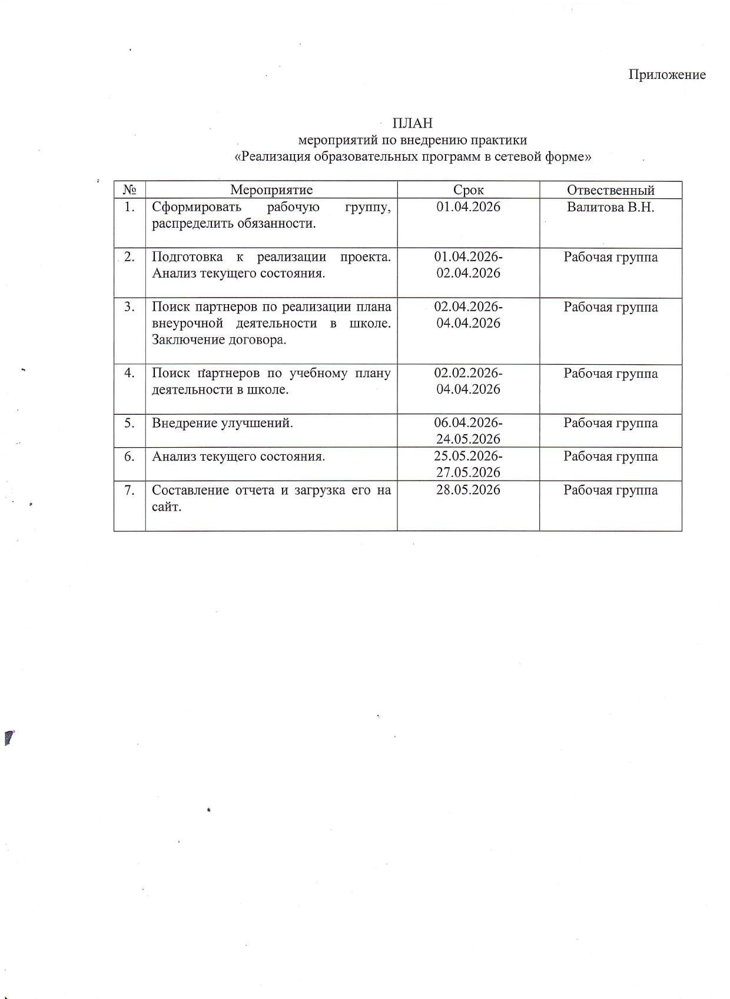 Приложение
ПЛАН
мероприятий по внедрению практики
«Реализация образовательных программ в сетевой форме»
№ Мероприятие Срок Отвественный
1. Сформировать рабочую группу, 01.04.2026 Валитова В.Н.
распределить обязанности.
2. Подготовка к реализации проекта. 01.04.2026- Рабочая группа
Анализ текущего состояния. 02.04.2026
3. Поиск партнеров по реализации плана 02.04.2026- Рабочая группа
внеурочной деятельности в школе. 04.04.2026
Заключение договора.
4. Поиск партнеров по учебному плану 02.02.2026- Рабочая группа
деятельности в школе. 04.04.2026
5. Внедрение улучшений. 06.04.2026- Рабочая группа
24.05.2026
6. Анализ текущего состояния. 25.05.2026- Рабочая группа
27.05.2026
7. Составление отчета и загрузка его на 28.05.2026 Рабочая группа
сайт.